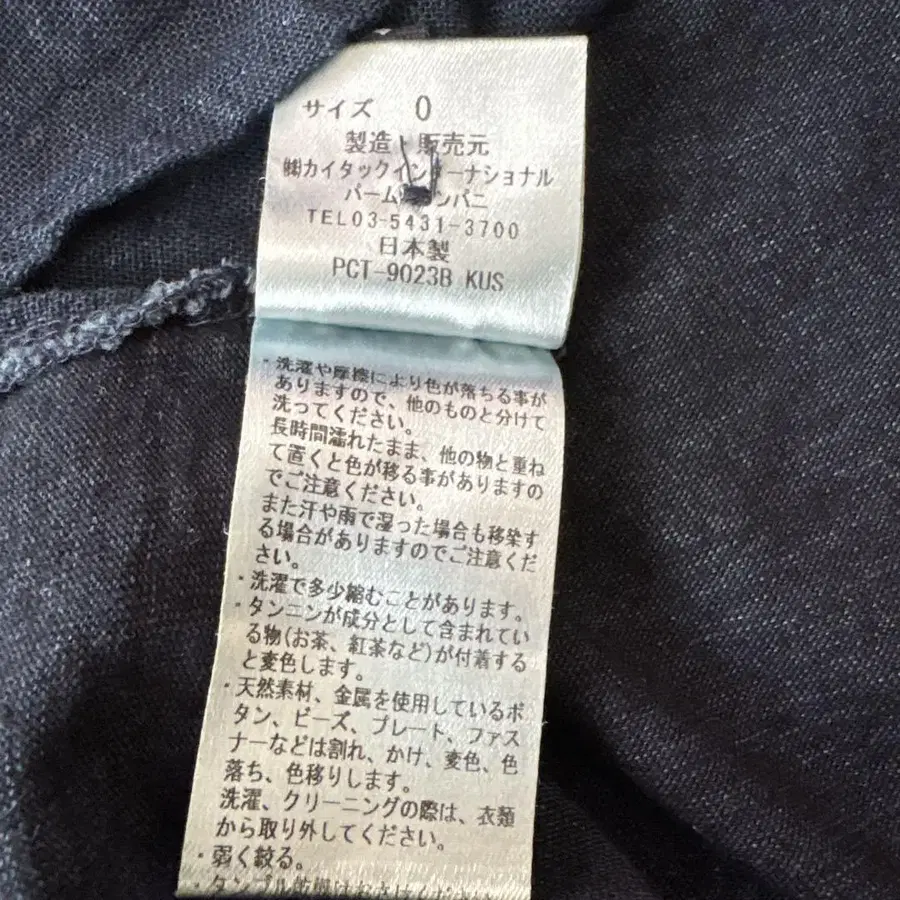 サイズ 0
製造・販売元
㈱カイタックインターナショナル
パームカンパニ
TEL03-5431-3700
日本製
PCT-9023B KUS
・洗濯や摩擦により色が落ちる事が
ありますので、他のものと分けて
洗ってください。
長時間濡れたまま、他の物と重ね
て置くと色が移る事がありますの
でご注意ください。
また汗や雨で湿った場合も移染す
る場合がありますのでご注意くだ
さい。
・洗濯で多少縮むことがあります。
・タンニンが成分として含まれてい
る物(お茶、紅茶など)が付着する
と変色します。
・天然素材、金属を使用しているボ
タン、ビーズ、プレート、ファス
ナーなどは割れ、かけ、変色、色
落ち、色移りします。
洗濯、クリーニングの際は、衣類
から取り外してください。
・弱く絞る。
・タンブル乾燥はおさけください